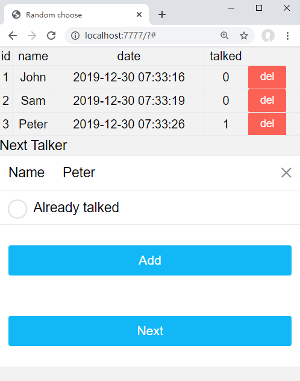 Random choose
localhost:7777/?#
id name date talked
1 John 2019-12-30 07:33:16 0 del
2 Sam 2019-12-30 07:33:19 0 del
3 Peter 2019-12-30 07:33:26 1 del
Next Talker
Name Peter
Already talked
Add
Next